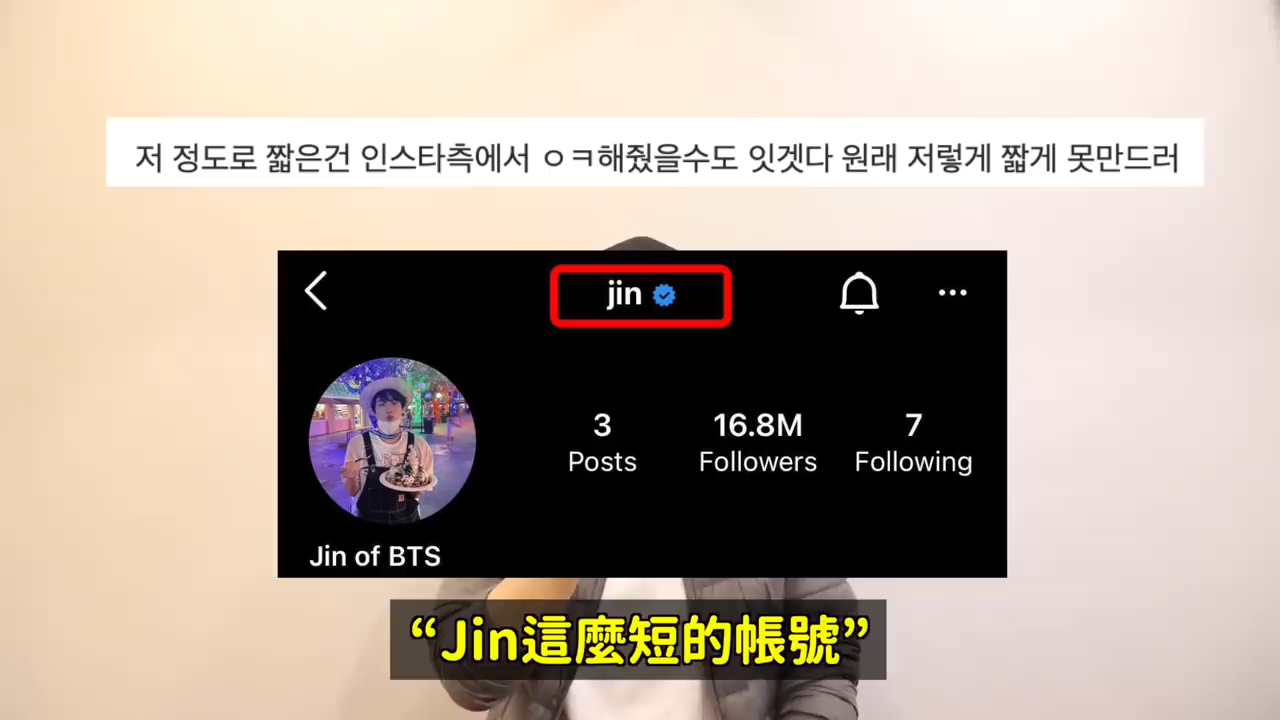 저 정도로 짧은건 인스타측에서 ㅇㅋ해줬을수도 잇겟다 원래 저렇게 짧게 못만드러
jin
3 16.8M 7
Posts Followers Following
Jin of BTS
“Jin這麼短的帳號”